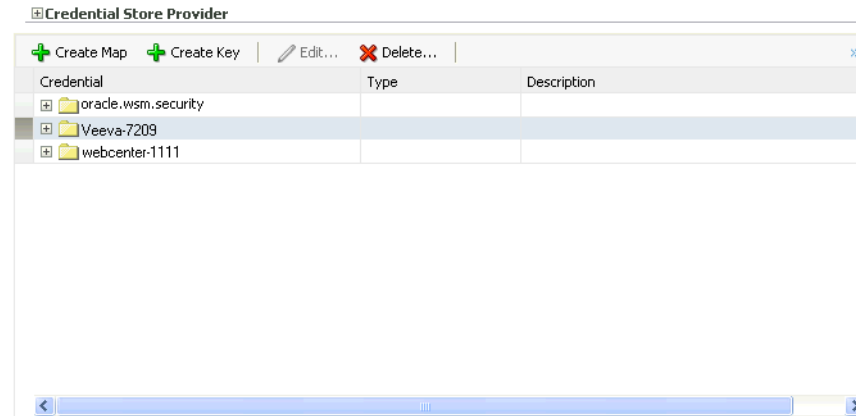 Credential Store Provider
Create Map Create Key Edit... Delete...
Credential Type Description
oracle.wsm.security
Veeva-7209
webcenter-1111